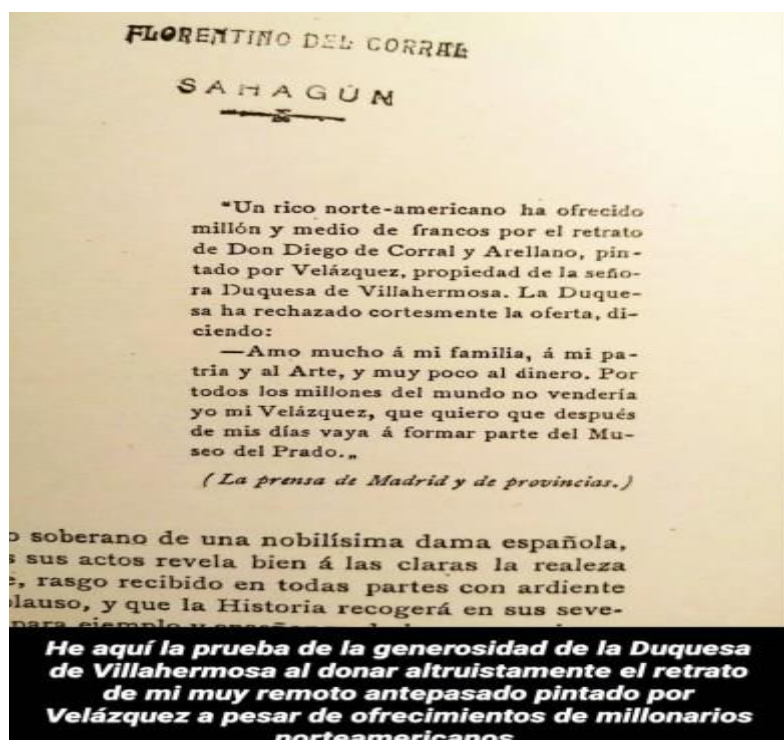 FLORENTINO DEL CORRAL
SAHAGÚN
"Un rico norte-americano ha ofrecido
millón y medio de francos por el retrato
de Don Diego de Corral y Arellano, pin-
tado por Velázquez, propiedad de la seño-
ra Duquesa de Villahermosa. La Duque-
sa ha rechazado cortesmente la oferta, di-
ciendo:
—Amo mucho á mi familia, á mi pa-
tria y al Arte, y muy poco al dinero. Por
todos los millones del mundo no vendería
yo mi Velázquez, que quiero que después
de mis días vaya á formar parte del Mu-
seo del Prado.„
(La prensa de Madrid y de provincias.)
o soberano de una nobilísima dama española,
s sus actos revela bien á las claras la realeza
e, rasgo recibido en todas partes con ardiente
plauso, y que la Historia recogerá en sus seve-
para ejemplo y
He aquí la prueba de la generosidad de la Duquesa
de Villahermosa al donar altruistamente el retrato
de mi muy remoto antepasado pintado por
Velázquez a pesar de ofrecimientos de millonarios
norteamericanos